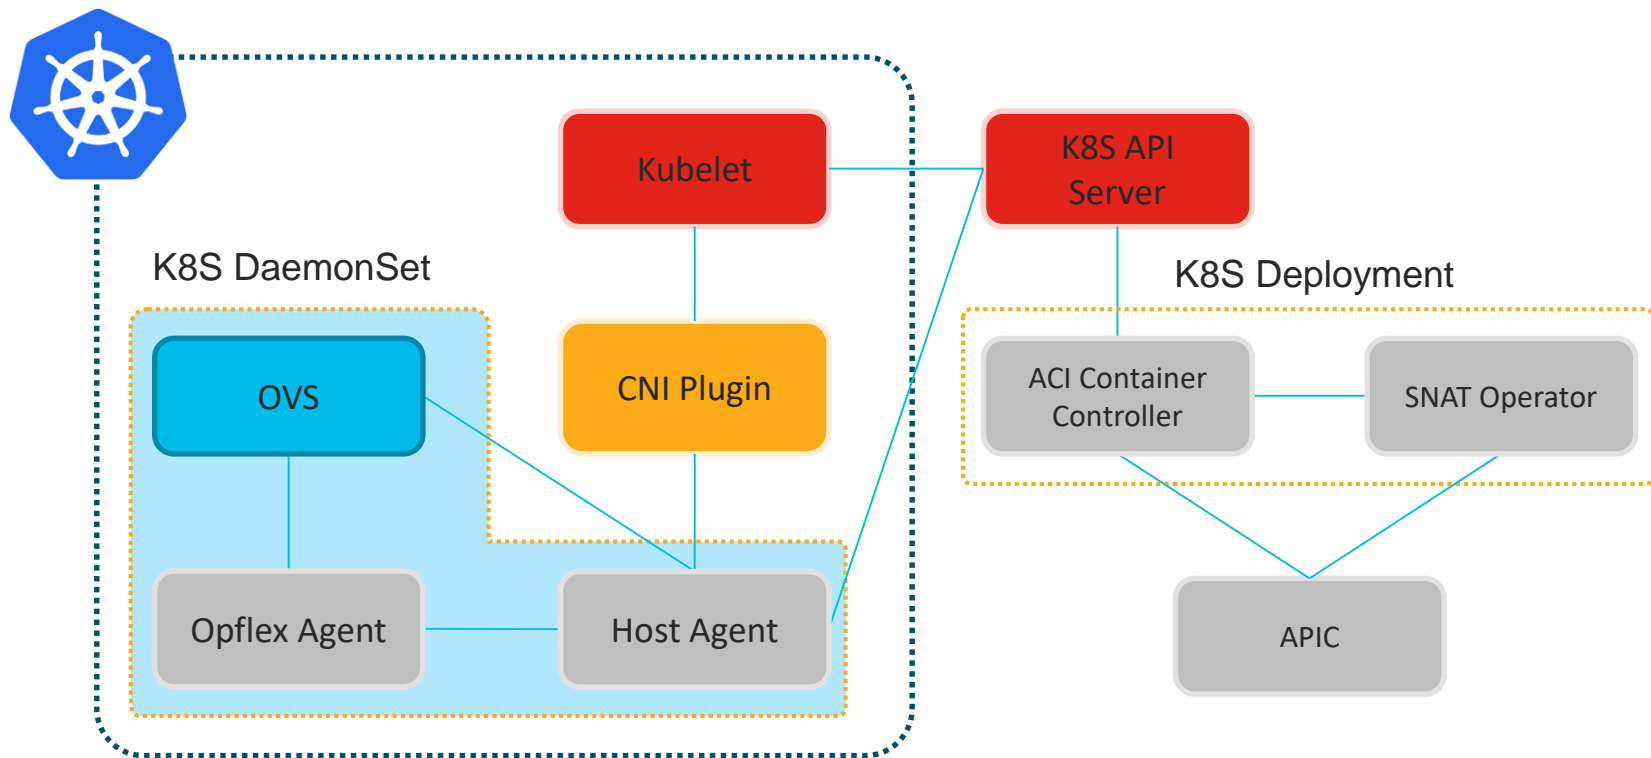 Kubelet
K8S API
Server
K8S DaemonSet
K8S Deployment
OVS
CNI Plugin
ACI Container
Controller
SNAT Operator
Opflex Agent
Host Agent
APIC